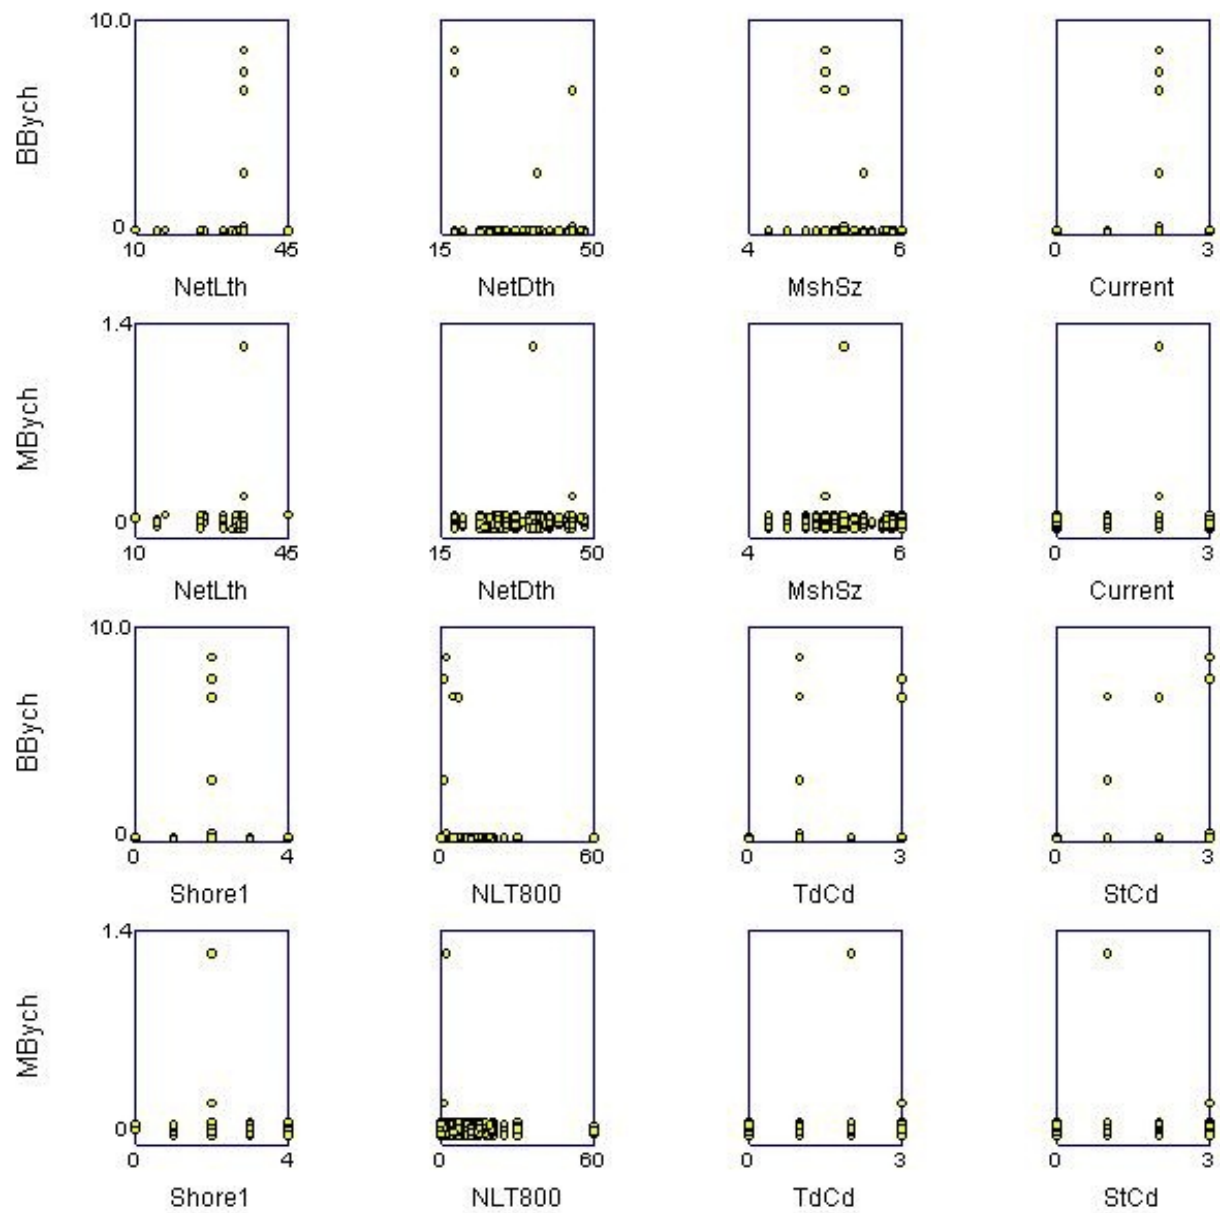 10.0
BBych
0
10 45 15 50 4 6 0 3
NetLth NetDth MshSz Current
1.4
MBych
0
10 45 15 50 4 6 0 3
NetLth NetDth MshSz Current
10.0
BBych
0
0 4 0 60 0 3 0 3
Shore1 NLT800 TdCd StCd
1.4
MBych
0
0 4 0 60 0 3 0 3
Shore1 NLT800 TdCd StCd